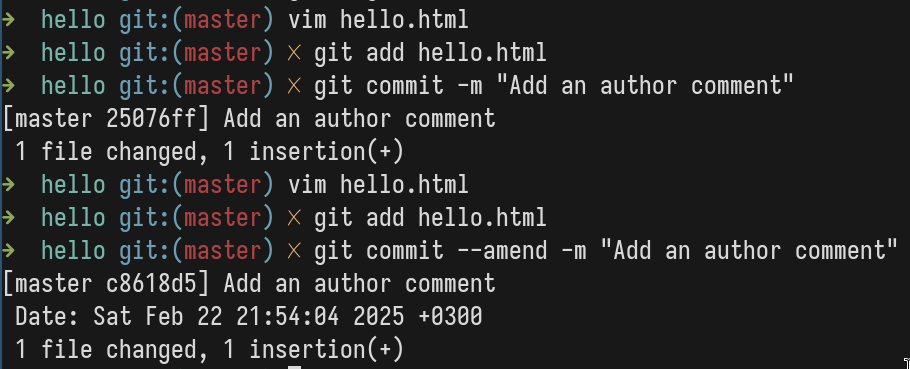 ➜  hello git:(master) vim hello.html
➜  hello git:(master) ✗ git add hello.html
➜  hello git:(master) ✗ git commit -m "Add an author comment"
[master 25076ff] Add an author comment
 1 file changed, 1 insertion(+)
➜  hello git:(master) vim hello.html
➜  hello git:(master) ✗ git add hello.html
➜  hello git:(master) ✗ git commit --amend -m "Add an author comment"
[master c8618d5] Add an author comment
 Date: Sat Feb 22 21:54:04 2025 +0300
 1 file changed, 1 insertion(+)